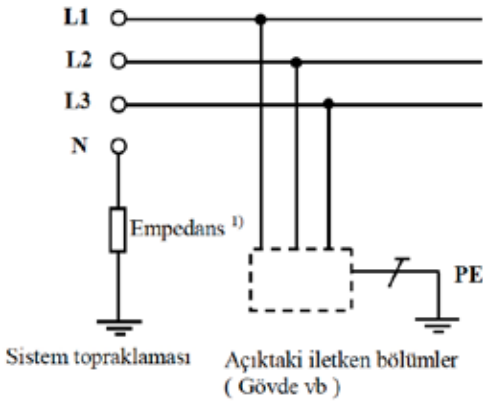 L1
L2
L3
N
Empedans 1)
PE
Sistem topraklaması
Açıktaki iletken bölümler
( Gövde vb )